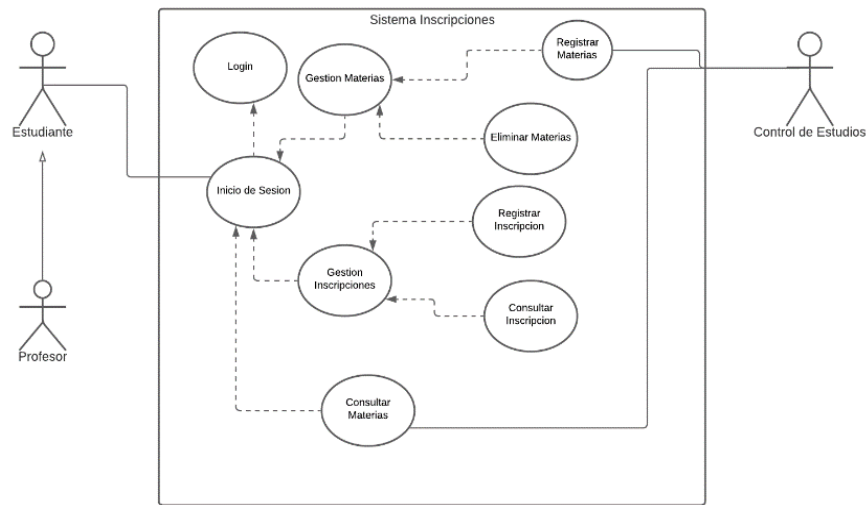 Sistema Inscripciones
Login
Gestion Materias
Registrar
Materias
Estudiante
Control de Estudios
Eliminar Materias
Inicio de Sesion
Registrar
Inscripcion
Gestion
Inscripciones
Consultar
Inscripcion
Profesor
Consultar
Materias